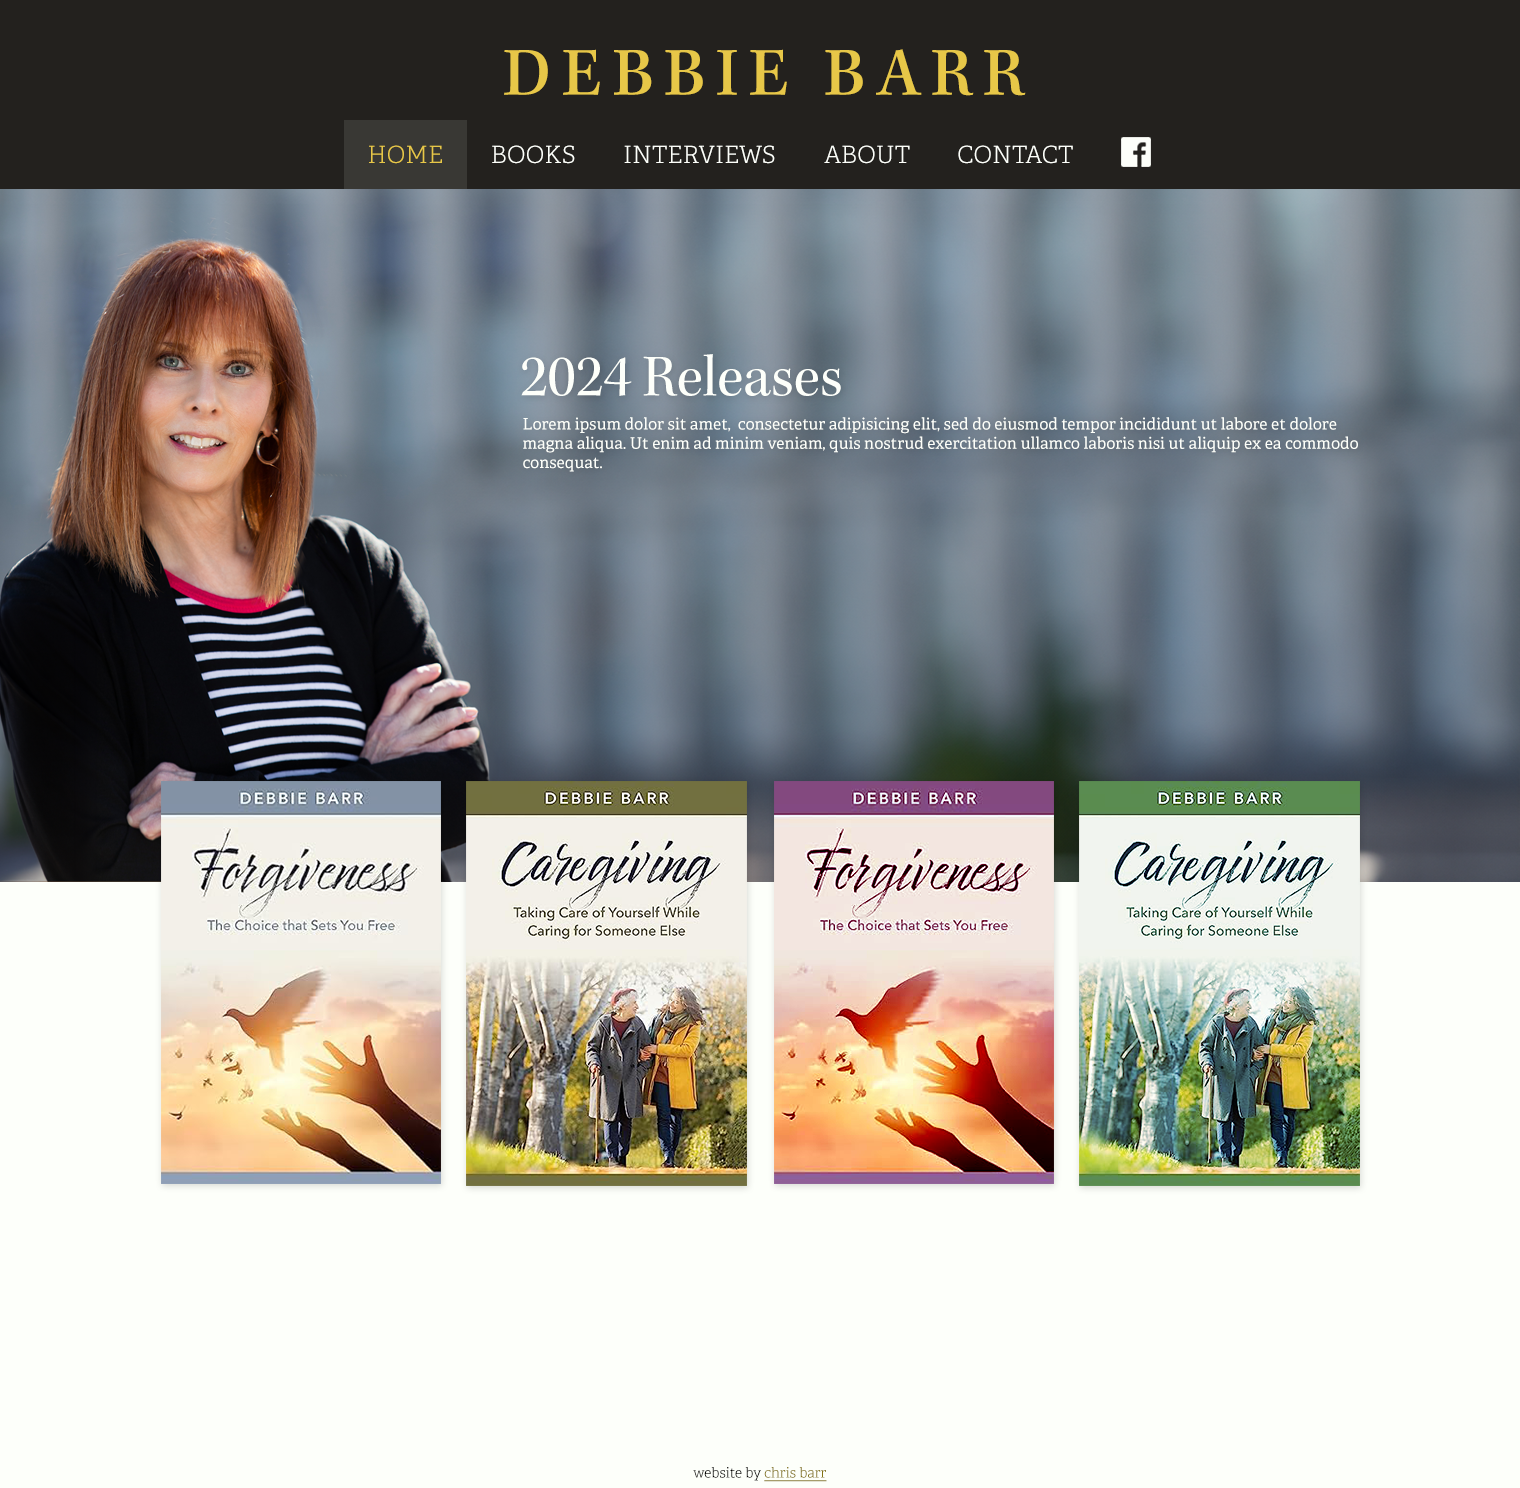 DEBBIE BARR
HOME BOOKS INTERVIEWS ABOUT CONTACT
2024 Releases
Lorem ipsum dolor sit amet, consectetur adipisicing elit, sed do eiusmod tempor incididunt ut labore et dolore
magna aliqua. Ut enim ad minim veniam, quis nostrud exercitation ullamco laboris nisi ut aliquip ex ea commodo
consequat.
DEBBIE BARR
Forgiveness
The Choice that Sets You Free
DEBBIE BARR
Caregiving
Taking Care of Yourself While
Caring for Someone Else
DEBBIE BARR
Forgiveness
The Choice that Sets You Free
DEBBIE BARR
Caregiving
Taking Care of Yourself While
Caring for Someone Else
website by chris barr